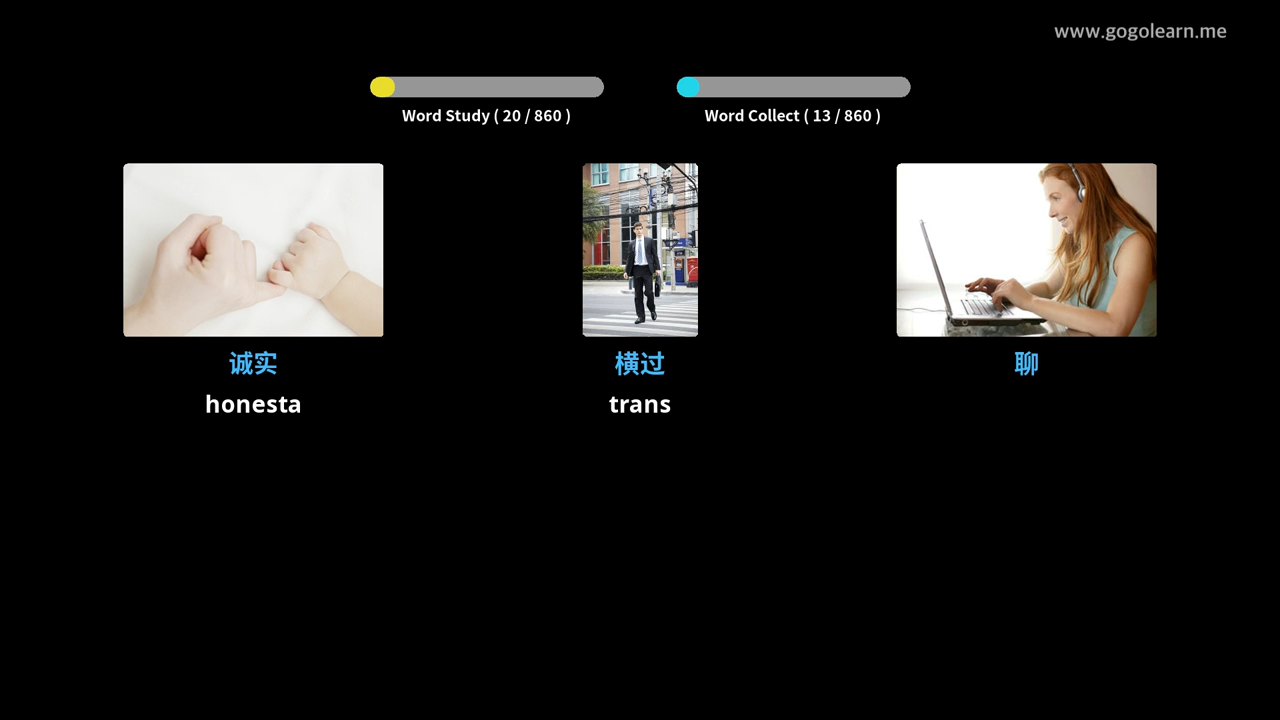 www.gogolearn.me
Word Study ( 20 / 860 )
Word Collect ( 13 / 860 )
诚实
横过
聊
honesta
trans